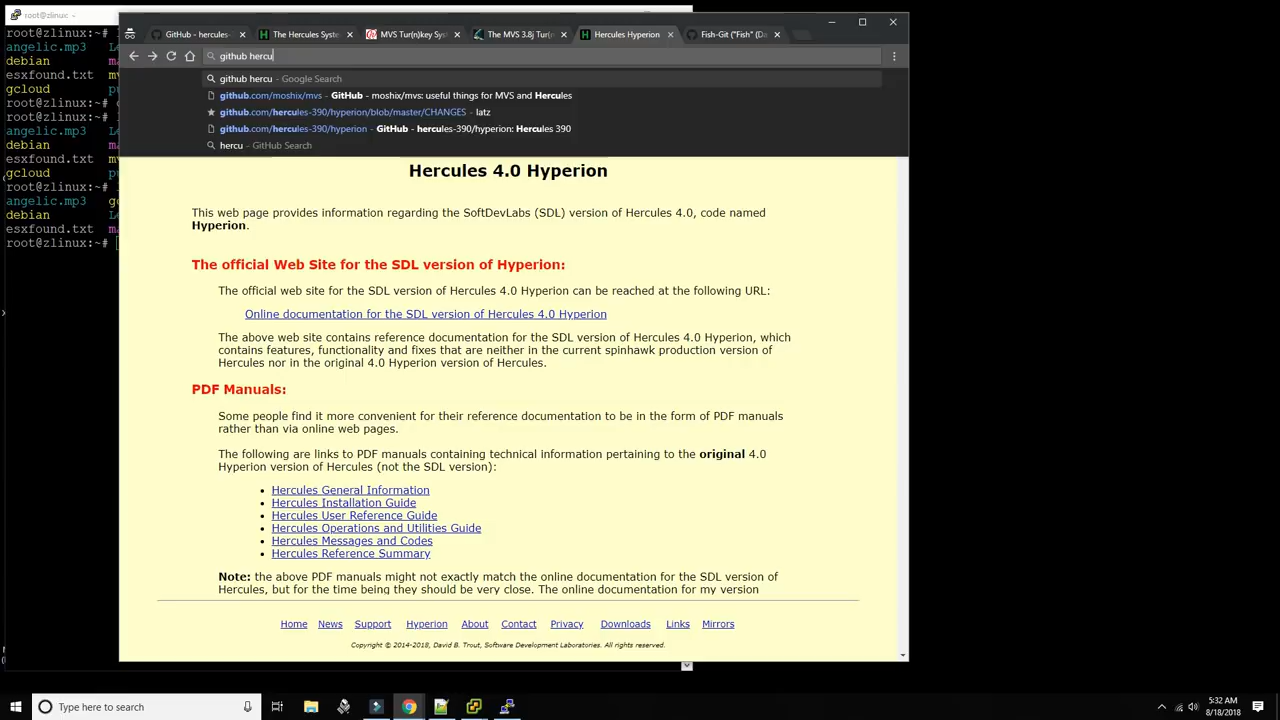 root@zlinux: ~
GitHub - hercules-
The Hercules Syste
MVS Tur(n)key Sys
The MVS 3.8j Tur(n
Hercules Hyperion
Fish-Git ("Fish" (Da
github hercu
github hercu - Google Search
github.com/moshix/mvs - GitHub - moshix/mvs: useful things for MVS and Hercules
github.com/hercules-390/hyperion/blob/master/CHANGES - latz
github.com/hercules-390/hyperion - GitHub - hercules-390/hyperion: Hercules 390
hercu - GitHub Search
root@zlinux:~# l
angelic.mp3
debian
esxfound.txt
gcloud
root@zlinux:~#
angelic.mp3
debian
esxfound.txt
gcloud
root@zlinux:~#
angelic.mp3
debian
esxfound.txt
root@zlinux:~#
Hercules 4.0 Hyperion
This web page provides information regarding the SoftDevLabs (SDL) version of Hercules 4.0, code named
Hyperion.
The official Web Site for the SDL version of Hyperion:
The official web site for the SDL version of Hercules 4.0 Hyperion can be reached at the following URL:
Online documentation for the SDL version of Hercules 4.0 Hyperion
The above web site contains reference documentation for the SDL version of Hercules 4.0 Hyperion, which
contains features, functionality and fixes that are neither in the current spinhawk production version of
Hercules nor in the original 4.0 Hyperion version of Hercules.
PDF Manuals:
Some people find it more convenient for their reference documentation to be in the form of PDF manuals
rather than via online web pages.
The following are links to PDF manuals containing technical information pertaining to the original 4.0
Hyperion version of Hercules (not the SDL version):
Hercules General Information
Hercules Installation Guide
Hercules User Reference Guide
Hercules Operations and Utilities Guide
Hercules Messages and Codes
Hercules Reference Summary
Note: the above PDF manuals might not exactly match the online documentation for the SDL version of
Hercules, but for the time being they should be very close. The online documentation for my version
Home News Support Hyperion About Contact Privacy Downloads Links Mirrors
Copyright © 2014-2018, David B. Trout, Software Development Laboratories. All rights reserved.
Type here to search
5:32 AM
8/18/2018